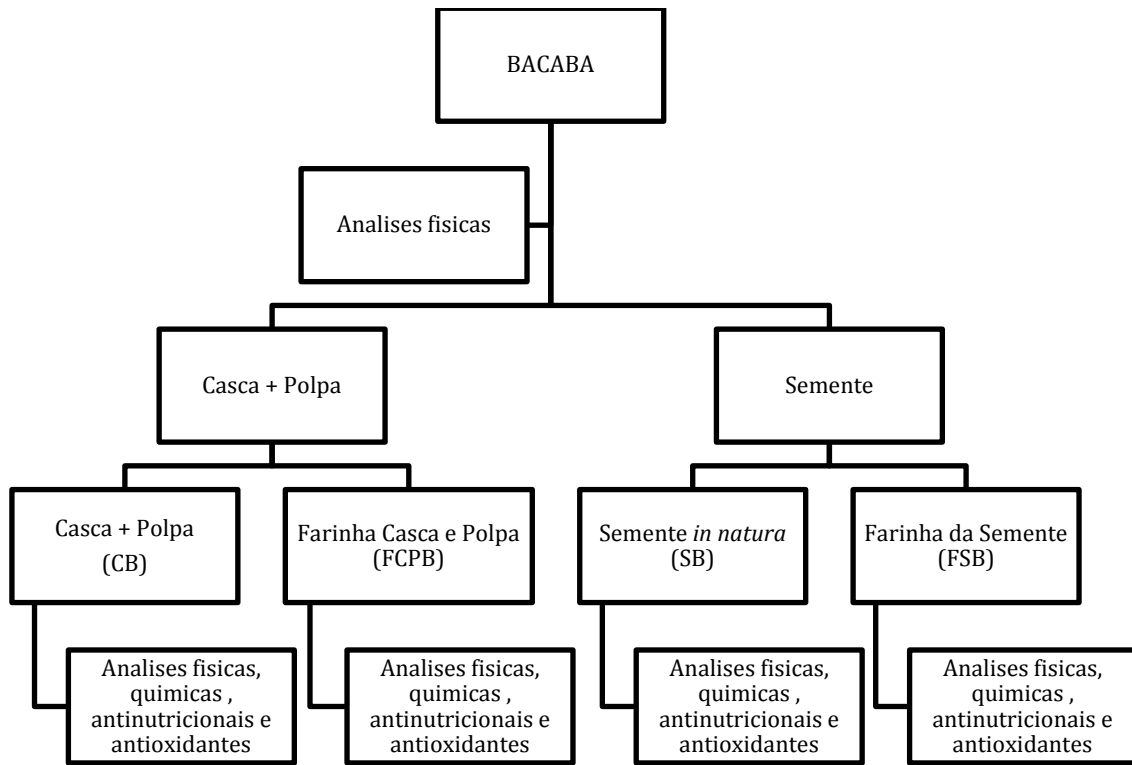 BACABA
Analises fisicas
Casca + Polpa
Semente
Casca + Polpa
(CB)
Farinha Casca e Polpa
(FCPB)
Semente in natura
(SB)
Farinha da Semente
(FSB)
Analises fisicas,
quimicas ,
antinutricionais e
antioxidantes
Analises fisicas,
quimicas ,
antinutricionais e
antioxidantes
Analises fisicas,
quimicas ,
antinutricionais e
antioxidantes
Analises fisicas,
quimicas ,
antinutricionais e
antioxidantes